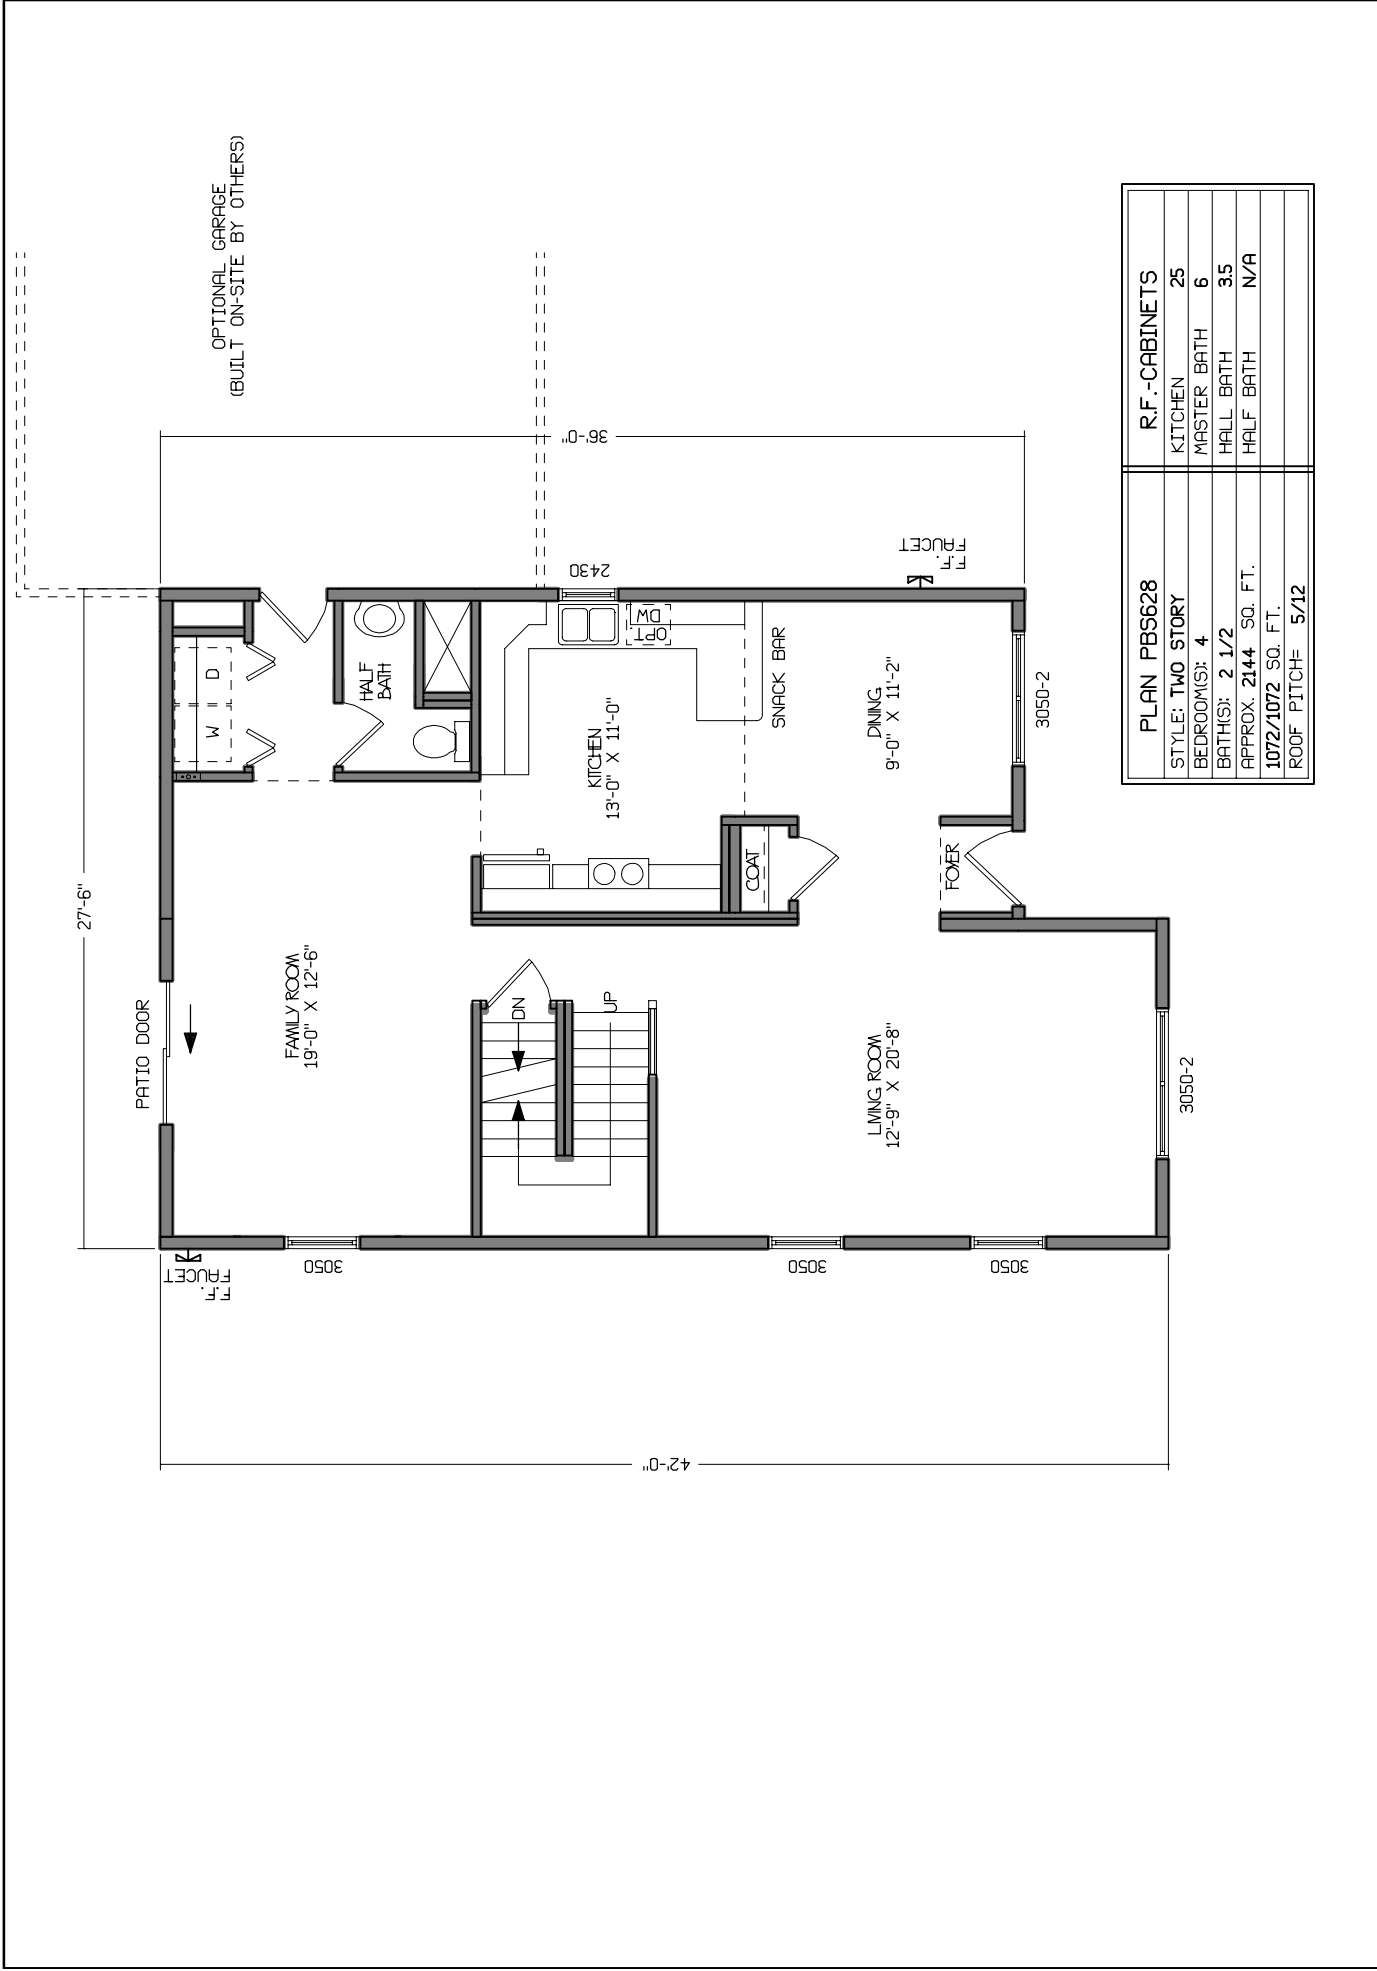 OPTIONAL GARAGE
(BUILT ON-SITE BY OTHERS)
27'-6"
36'-0"
42'-0"
PATIO DOOR
F.F.
FAUCET
3050
FAMILY ROOM
19'-0" X 12'-6"
W
D
HALF
BATH
2430
OPT.
DW
KITCHEN
13'-0" X 11'-0"
SNACK BAR
DN
UP
COAT
DINING
9'-0" X 11'-2"
F.F.
FAUCET
FOYER
3050-2
LIVING ROOM
12'-9" X 20'-8"
3050
3050
3050-2
PLAN PBS628
STYLE: TWO STORY
BEDROOM(S): 4
BATH(S): 2 1/2
APPROX. 2144 SQ. FT.
1072/1072 SQ. FT.
ROOF PITCH= 5/12
R.F.-CABINETS
KITCHEN 25
MASTER BATH 6
HALL BATH 3.5
HALF BATH N/A